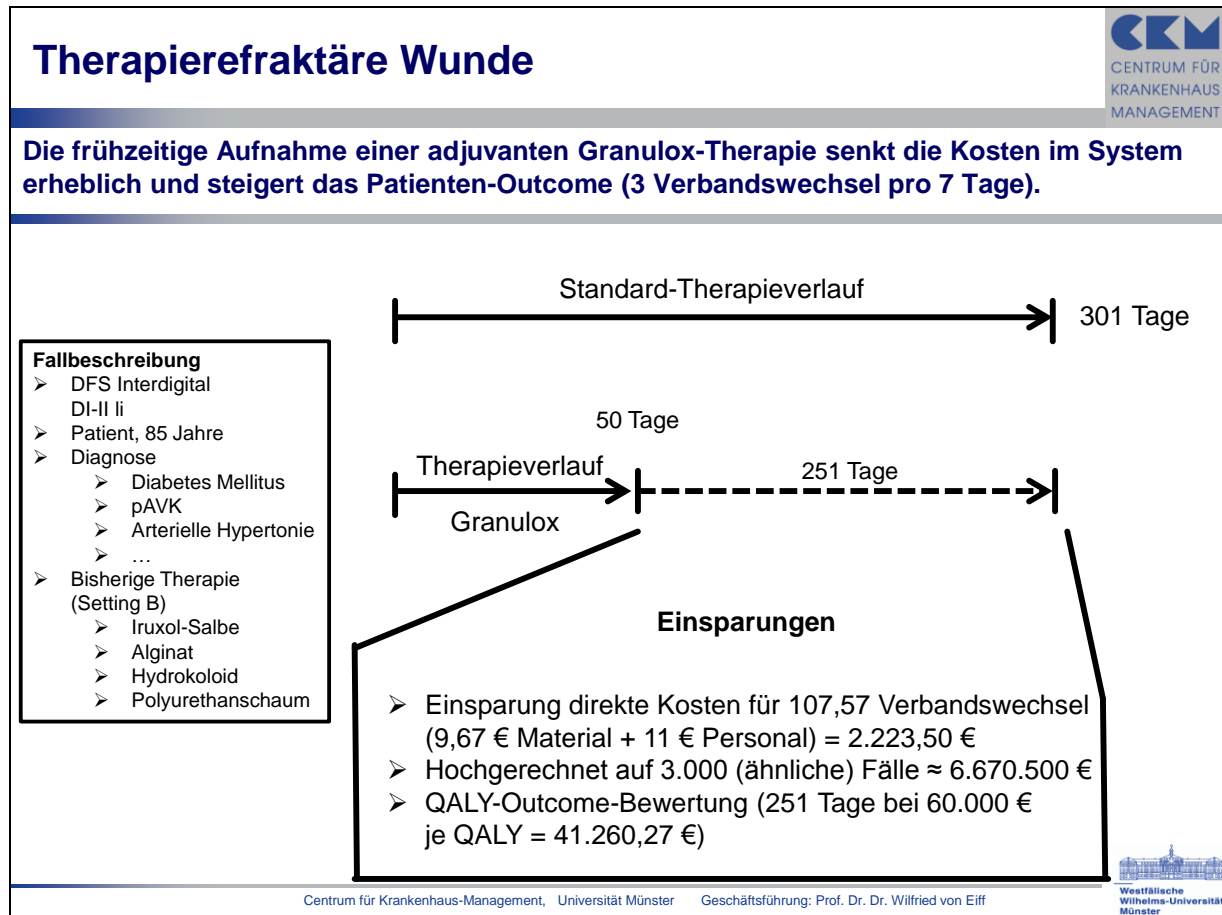 Therapierefraktäre Wunde
CKM
CENTRUM FÜR
KRANKENHAUS
MANAGEMENT
Die frühzeitige Aufnahme einer adjuvanten Granulox-Therapie senkt die Kosten im System
erheblich und steigert das Patienten-Outcome (3 Verbandswechsel pro 7 Tage).
Standard-Therapieverlauf
301 Tage
Fallbeschreibung
➢ DFS Interdigital
DI-II li
➢ Patient, 85 Jahre
➢ Diagnose
➢ Diabetes Mellitus
➢ pAVK
➢ Arterielle Hypertonie
➢ …
➢ Bisherige Therapie
(Setting B)
➢ Iruxol-Salbe
➢ Alginat
➢ Hydrokoloid
➢ Polyurethanschaum
50 Tage
Therapieverlauf
251 Tage
Granulox
Einsparungen
➢ Einsparung direkte Kosten für 107,57 Verbandswechsel
(9,67 € Material + 11 € Personal) = 2.223,50 €
➢ Hochgerechnet auf 3.000 (ähnliche) Fälle ≈ 6.670.500 €
➢ QALY-Outcome-Bewertung (251 Tage bei 60.000 €
je QALY = 41.260,27 €)
Centrum für Krankenhaus-Management, Universität Münster Geschäftsführung: Prof. Dr. Dr. Wilfried von Eiff
Westfälische
Wilhelms-Universität
Münster